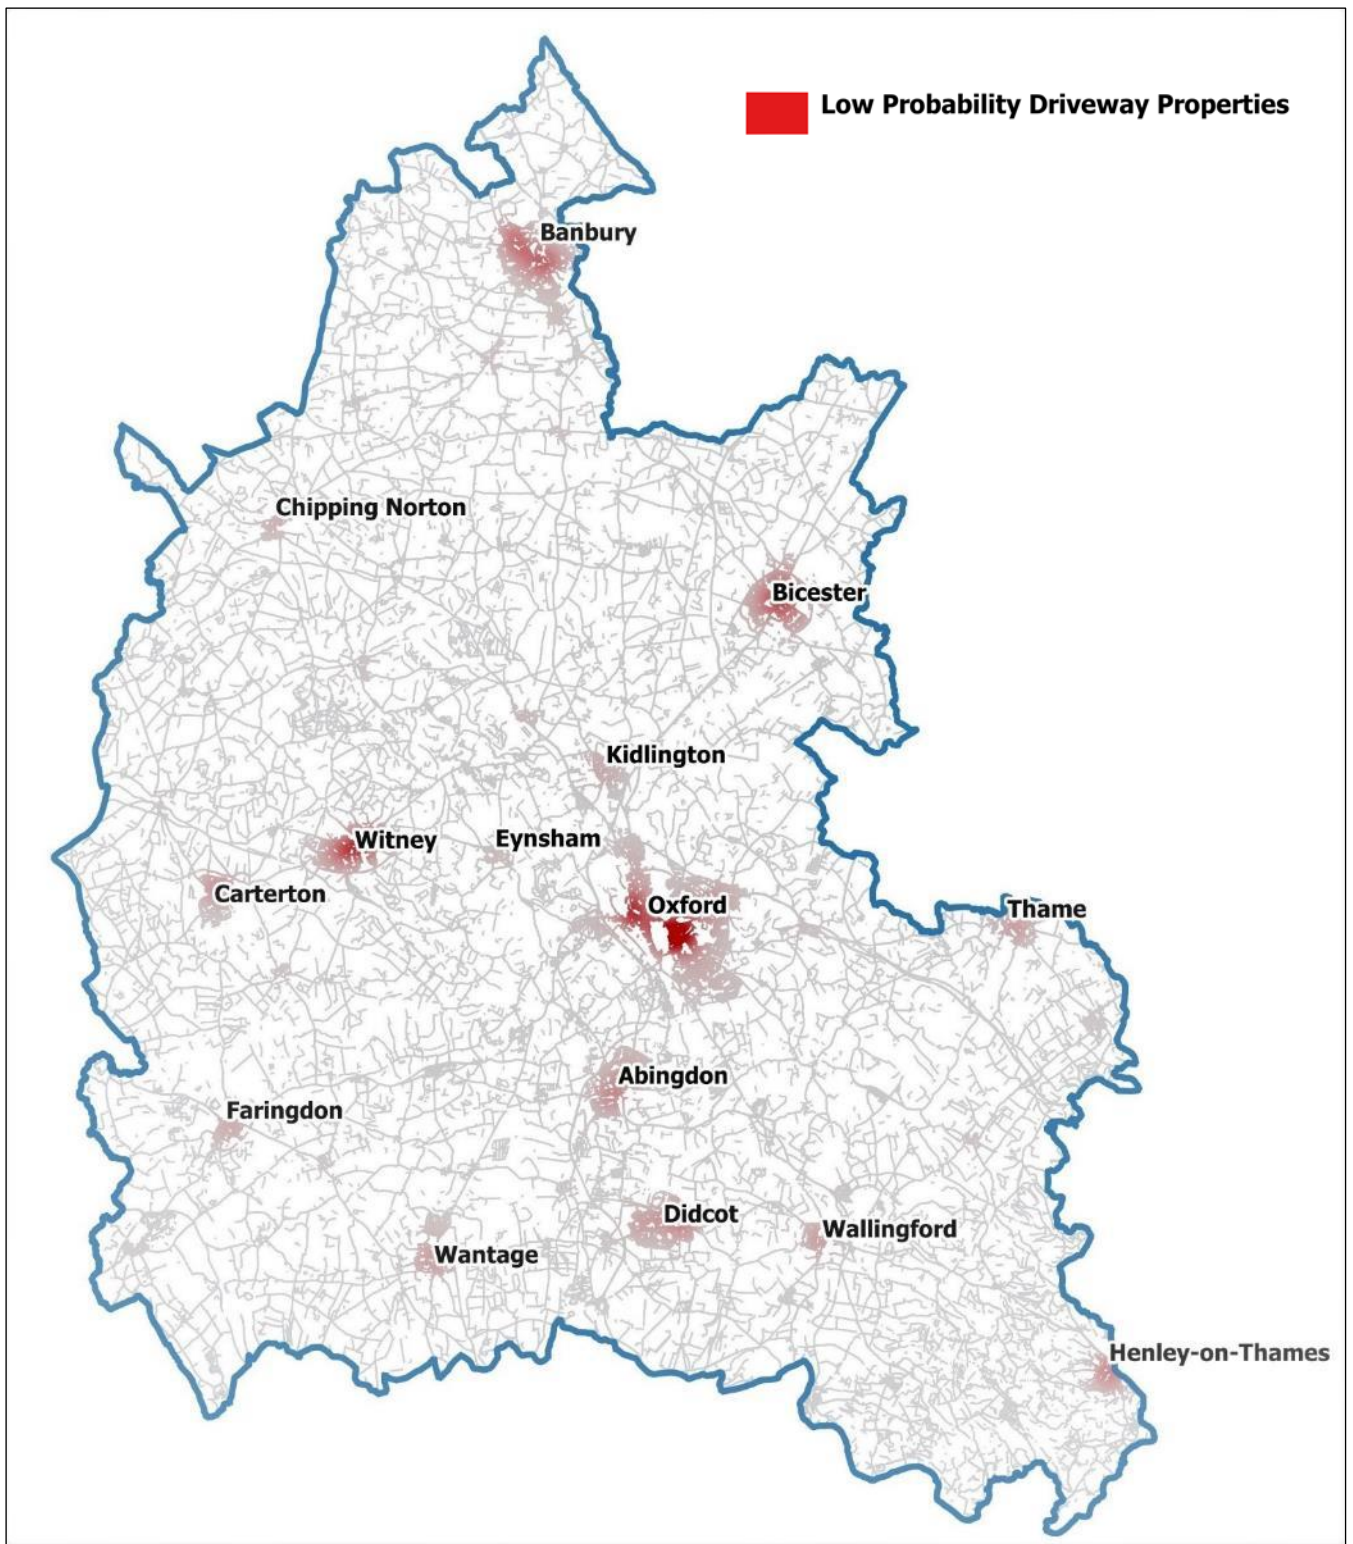 Low Probability Driveway Properties
Banbury
Chipping Norton
Bicester
Kidlington
Witney
Eynsham
Carterton
Oxford
Thame
Abingdon
Faringdon
Didcot
Wallingford
Wantage
Henley-on-Thames